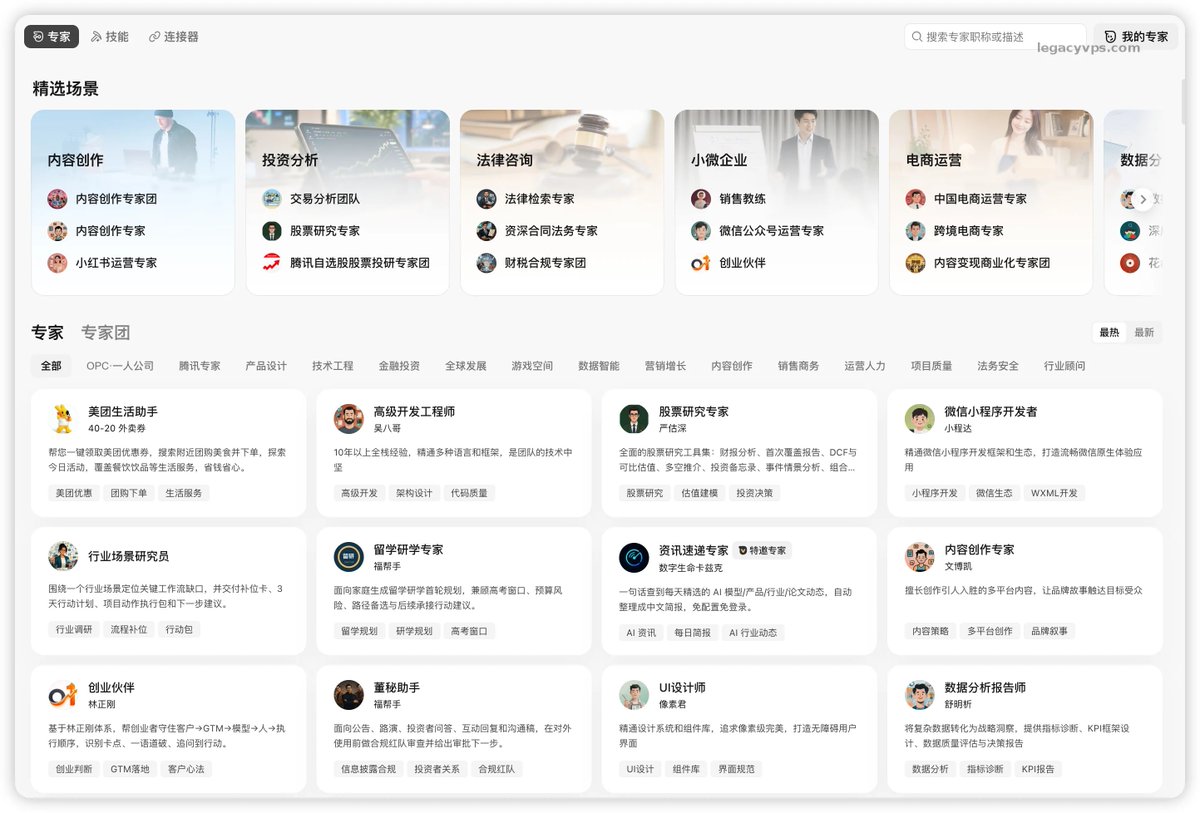 专家 技能 连接器 搜索专家职称或描述 我的专家
legacyvps.com
精选场景
内容创作
内容创作专家团
内容创作专家
小红书运营专家
投资分析
交易分析团队
股票研究专家
腾讯自选股股票投研专家团
法律咨询
法律检索专家
资深合同法务专家
财税合规专家团
小微企业
销售教练
微信公众号运营专家
创业伙伴
电商运营
中国电商运营专家
跨境电商专家
内容变现商业化专家团
数据分
深
花
专家 专家团 最热 最新
全部 OPC·一人公司 腾讯专家 产品设计 技术工程 金融投资 全球发展 游戏空间 数据智能 营销增长 内容创作 销售商务 运营人力 项目质量 法务安全 行业顾问
美团生活助手
40-20 外卖券
帮您一键领取美团优惠券，搜索附近团购美食并下单，探索
今日活动，覆盖餐饮饮品等生活服务，省钱省心。
美团优惠 团购下单 生活服务
高级开发工程师
吴八哥
10年以上全栈经验，精通多种语言和框架，是团队的技术中
坚
高级开发 架构设计 代码质量
股票研究专家
严估深
全面的股票研究工具集：财报分析、首次覆盖报告、DCF与
可比估值、多空推介、投资备忘录、事件情景分析、组合...
股票研究 估值建模 投资决策
微信小程序开发者
小程达
精通微信小程序开发框架和生态，打造流畅微信原生体验应
用
小程序开发 微信生态 WXML开发
行业场景研究员
围绕一个行业场景定位关键工作流缺口，并交付补位卡、3
天行动计划、项目动作执行包和下一步建议。
行业调研 流程补位 行动包
留学研学专家
福帮手
面向家庭生成留学研学首轮规划，兼顾高考窗口、预算风
险、路径备选与后续承接行动建议。
留学规划 研学规划 高考窗口
资讯速递专家 特邀专家
数字生命卡兹克
一句话查到每天精选的 AI 模型/产品/行业/论文动态，自动
整理成中文简报，免配置免登录。
AI 资讯 每日简报 AI 行业动态
内容创作专家
文博凯
擅长创作引人入胜的多平台内容，让品牌故事触达目标受众
内容策略 多平台创作 品牌叙事
创业伙伴
林正刚
基于林正刚体系，帮创业者守住客户→GTM→模型→人→执
行顺序，识别卡点、一语道破、追问到行动。
创业判断 GTM落地 客户心法
董秘助手
福帮手
面向公告、路演、投资者问答、互动回复和沟通稿，在对外
使用前做合规红队审查并给出审批下一步。
信息披露合规 投资者关系 合规红队
UI设计师
像素君
精通设计系统和组件库，追求像素级完美，打造无障碍用户
界面
UI设计 组件库 界面规范
数据分析报告师
舒明析
将复杂数据转化为战略洞察，提供指标诊断、KPI框架设
计、数据质量评估与决策报告
数据分析 指标诊断 KPI报告